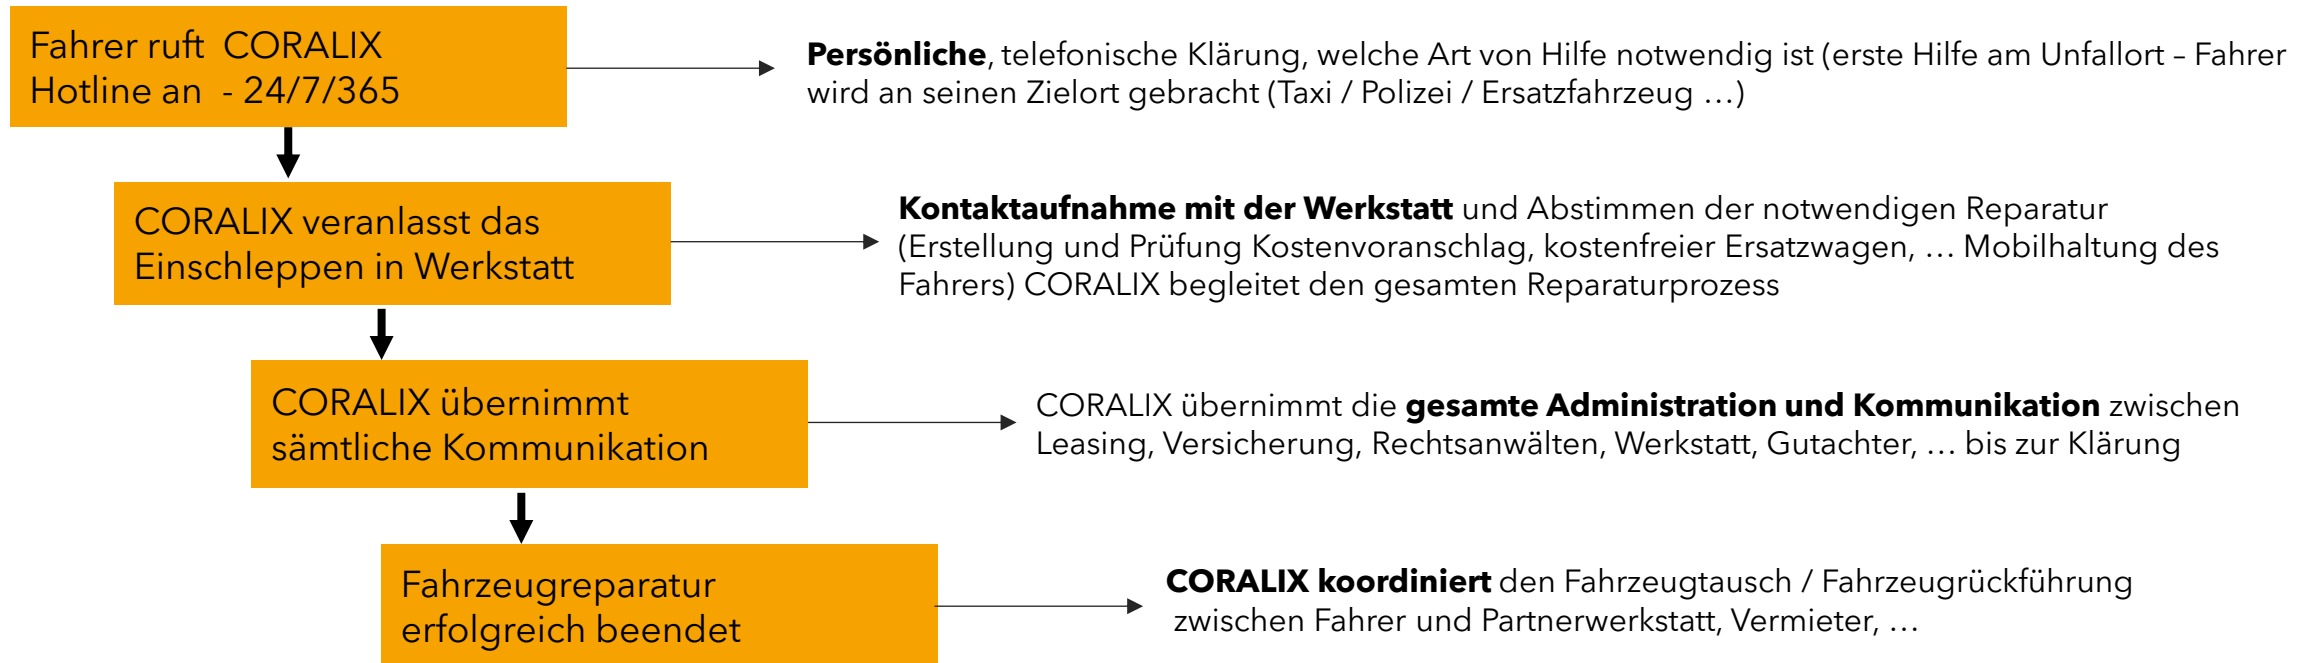 Fahrer ruft CORALIX
Hotline an - 24/7/365
Persönliche, telefonische Klärung, welche Art von Hilfe notwendig ist (erste Hilfe am Unfallort – Fahrer
wird an seinen Zielort gebracht (Taxi / Polizei / Ersatzfahrzeug …)
CORALIX veranlasst das
Einschleppen in Werkstatt
Kontaktaufnahme mit der Werkstatt und Abstimmen der notwendigen Reparatur
(Erstellung und Prüfung Kostenvoranschlag, kostenfreier Ersatzwagen, … Mobilhaltung des
Fahrers) CORALIX begleitet den gesamten Reparaturprozess
CORALIX übernimmt
sämtliche Kommunikation
CORALIX übernimmt die gesamte Administration und Kommunikation zwischen
Leasing, Versicherung, Rechtsanwälten, Werkstatt, Gutachter, … bis zur Klärung
Fahrzeugreparatur
erfolgreich beendet
CORALIX koordiniert den Fahrzeugtausch / Fahrzeugrückführung
zwischen Fahrer und Partnerwerkstatt, Vermieter, …